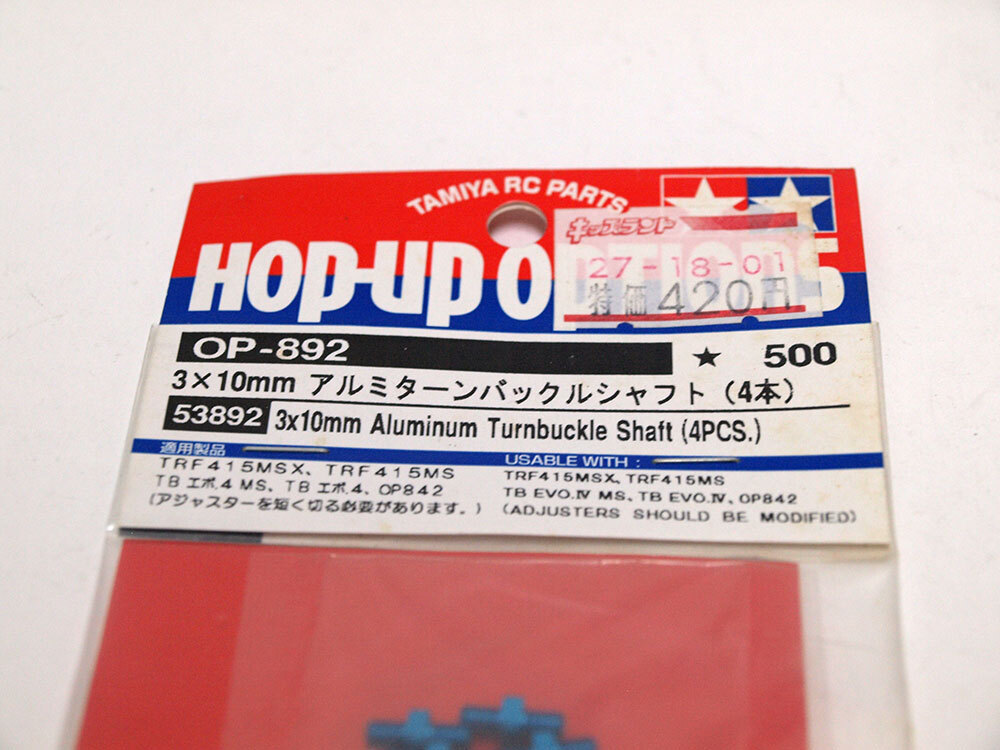 TAMIYA RC PARTS
HOP-UP OPTIONS
キッズランド
27-18-01
特価 420円
OP-892 ★ 500
3×10mm アルミターンバックルシャフト (4本)
53892 3x10mm Aluminum Turnbuckle Shaft (4PCS.)
適用製品
TRF415MSX、TRF415MS
TB エボ.4 MS、TB エボ.4、OP842
(アジャスターを短く切る必要があります。)
USABLE WITH :
TRF415MSX, TRF415MS
TB EVO.Ⅳ MS, TB EVO.Ⅳ, OP842
(ADJUSTERS SHOULD BE MODIFIED)